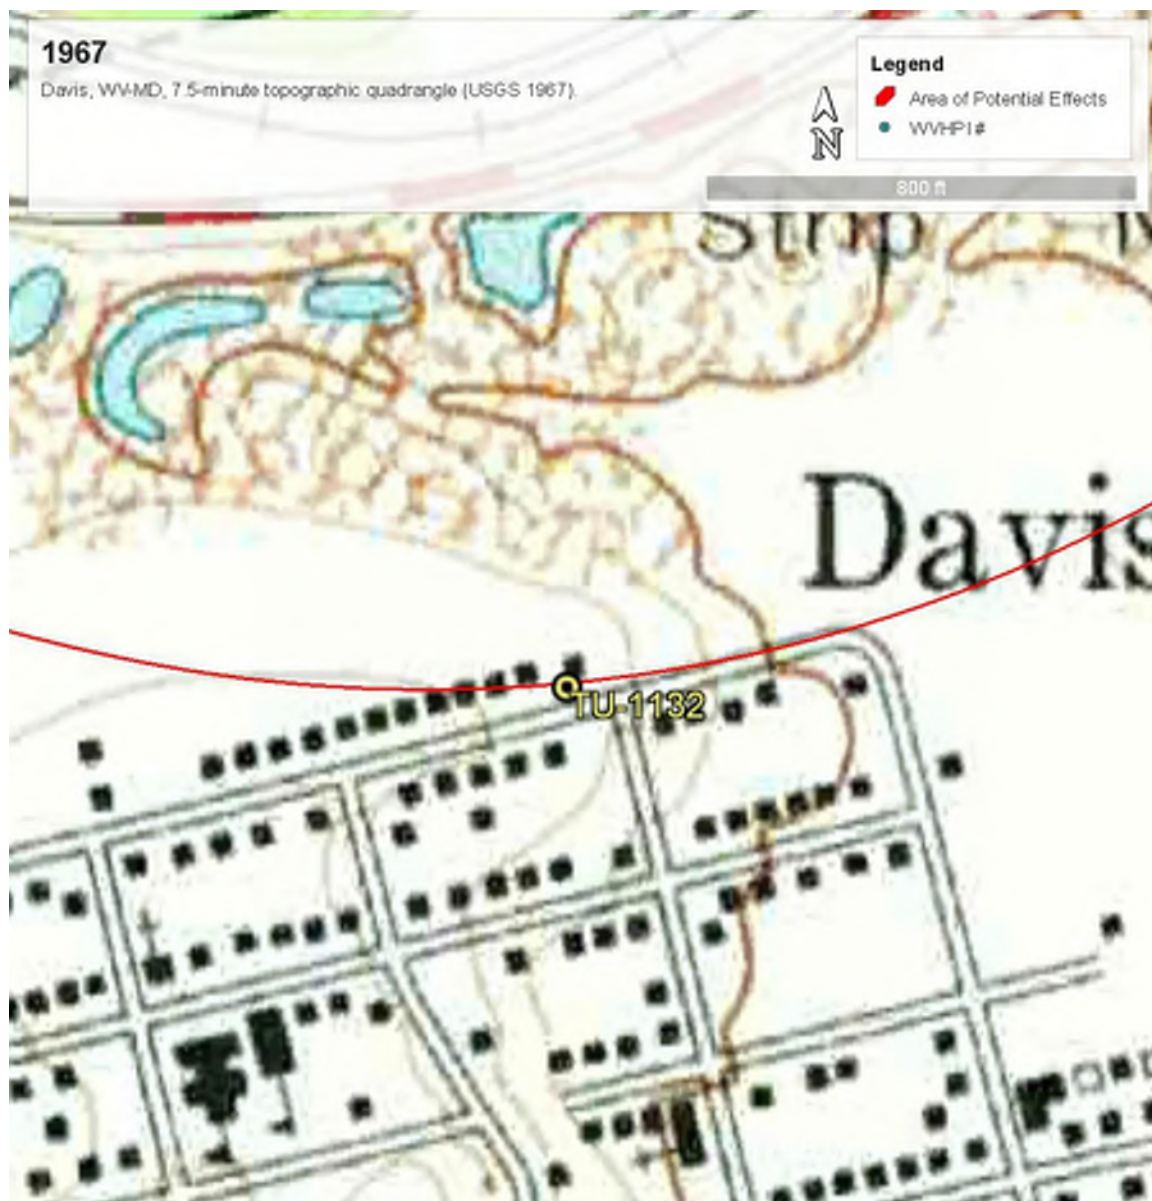 1967
Davis, WV-MD, 7.5-minute topographic quadrangle (USGS 1967).
N
Legend
Area of Potential Effects
WVHPI #
800 ft
Strip
Davis
TU-1132